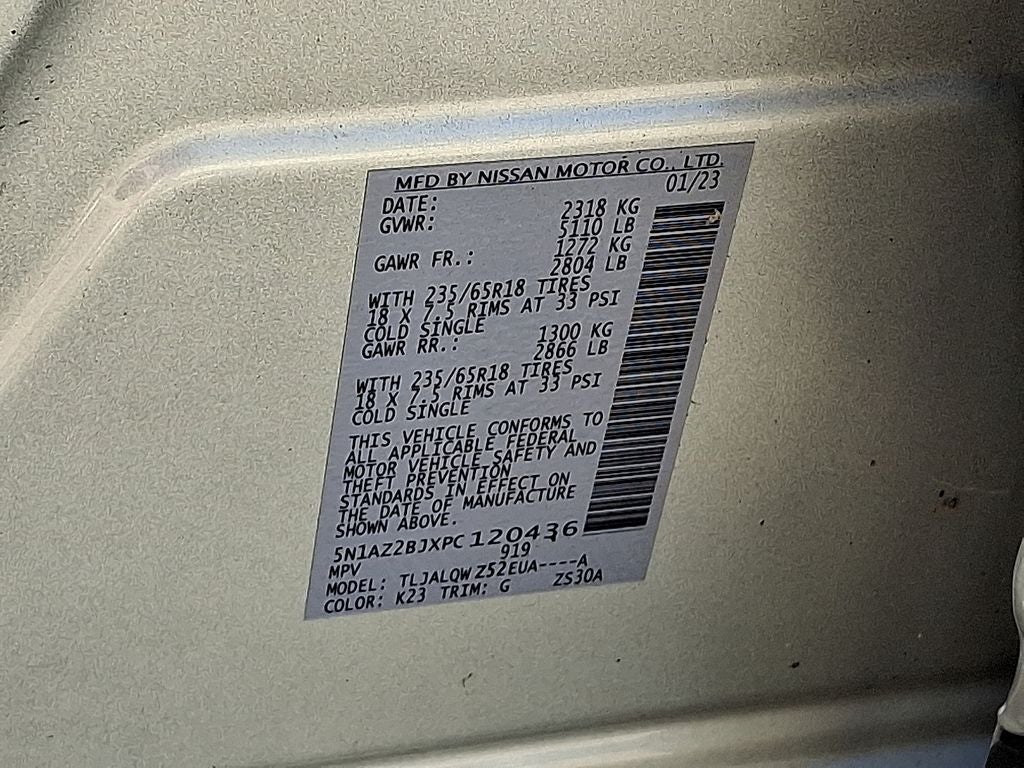 MFD BY NISSAN MOTOR CO., LTD.
DATE: 01/23
GVWR: 2318 KG
5110 LB
GAWR FR.: 1272 KG
2804 LB
WITH 235/65R18 TIRES
18 X 7.5 RIMS AT 33 PSI
COLD SINGLE
GAWR RR.: 1300 KG
2866 LB
WITH 235/65R18 TIRES
18 X 7.5 RIMS AT 33 PSI
COLD SINGLE
THIS VEHICLE CONFORMS TO
ALL APPLICABLE FEDERAL
MOTOR VEHICLE SAFETY AND
THEFT PREVENTION
STANDARDS IN EFFECT ON
THE DATE OF MANUFACTURE
SHOWN ABOVE.
5N1AZ2BJXPC120436
MPV 919
MODEL: TLJALQWZ52EUA----A
COLOR: K23 TRIM: G ZS30A